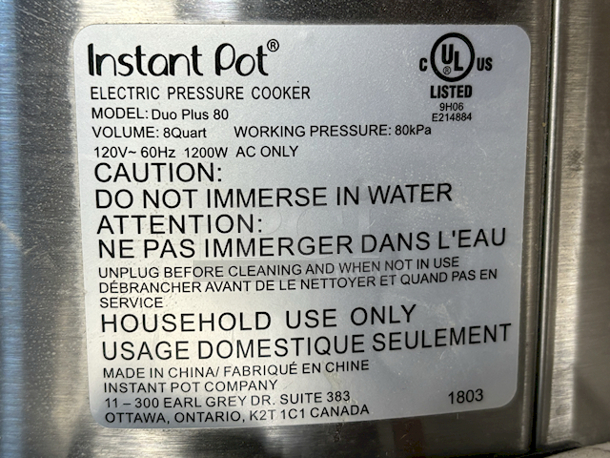 Instant Pot®
C UL US
LISTED
9H06
E214884
ELECTRIC PRESSURE COOKER
MODEL: Duo Plus 80
VOLUME: 8Quart WORKING PRESSURE: 80kPa
120V~ 60Hz 1200W AC ONLY
CAUTION:
DO NOT IMMERSE IN WATER
ATTENTION:
NE PAS IMMERGER DANS L'EAU
UNPLUG BEFORE CLEANING AND WHEN NOT IN USE
DÉBRANCHER AVANT DE LE NETTOYER ET QUAND PAS EN
SERVICE
HOUSEHOLD USE ONLY
USAGE DOMESTIQUE SEULEMENT
MADE IN CHINA/ FABRIQUÉ EN CHINE
INSTANT POT COMPANY
11 – 300 EARL GREY DR. SUITE 383
OTTAWA, ONTARIO, K2T 1C1 CANADA
1803